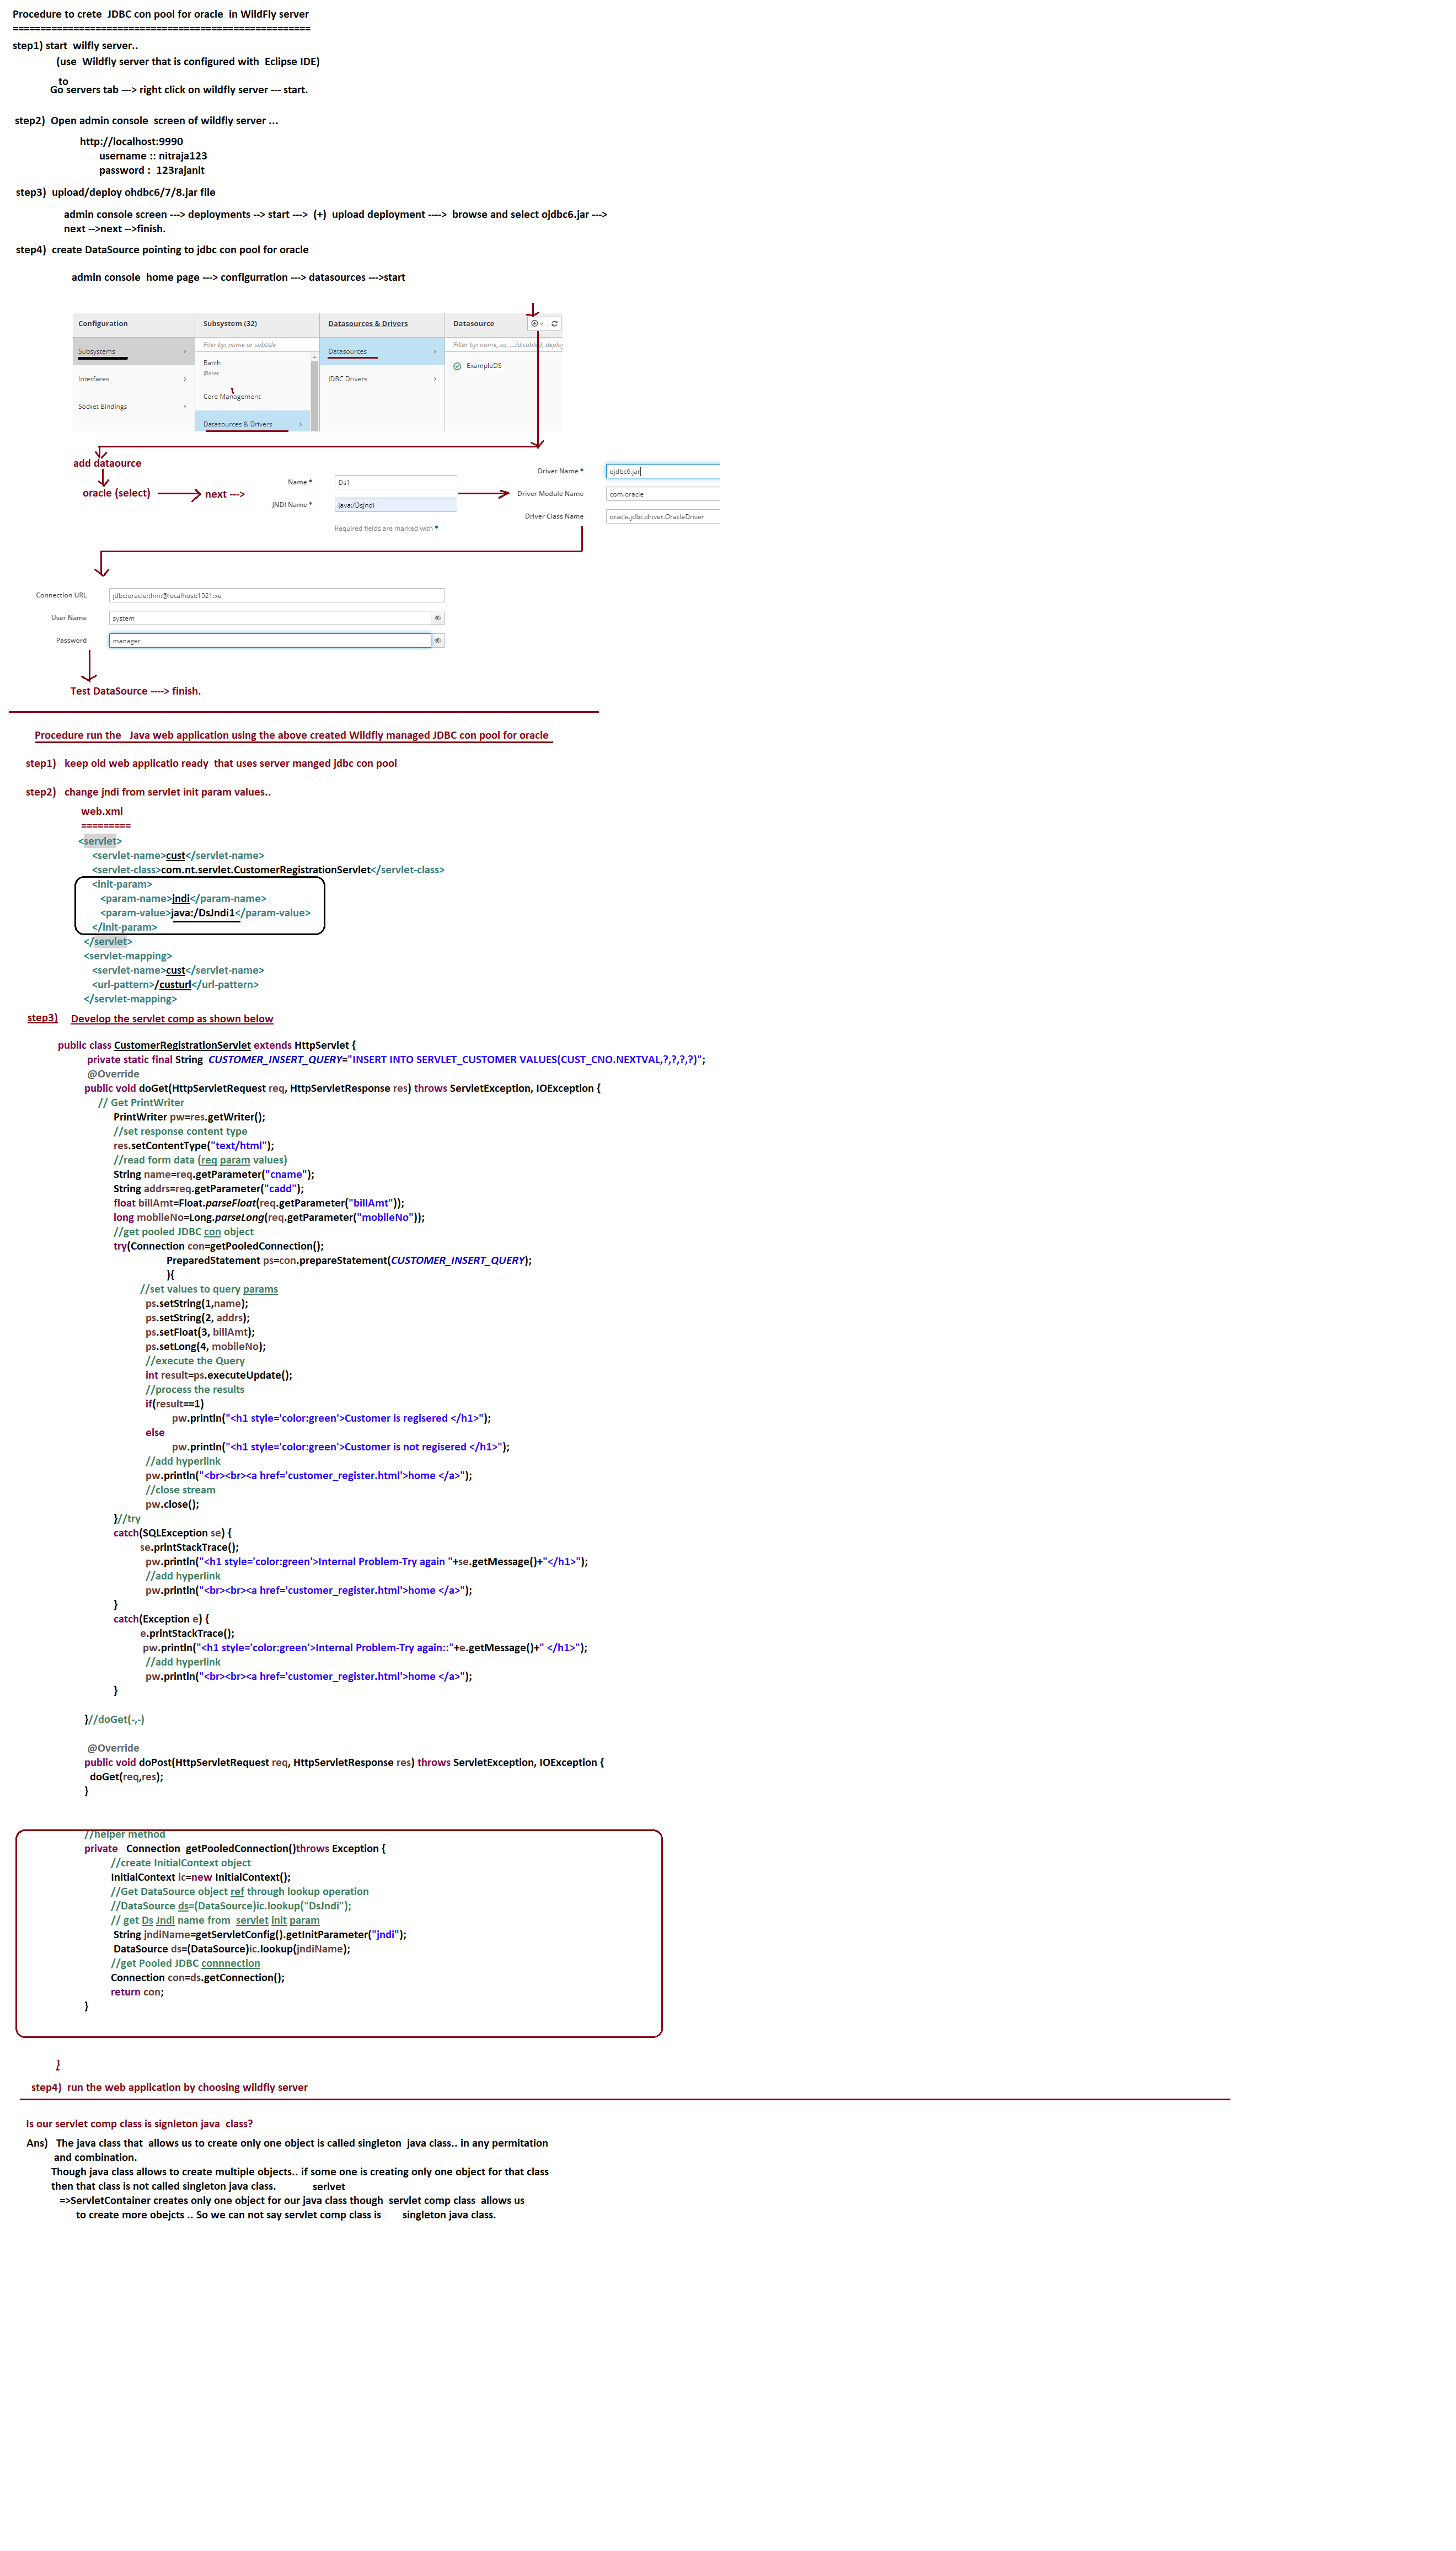 Procedure to crete  JDBC con pool for oracle  in WildFly server
======================================================
step1) start  wilfly server..
(use  Wildfly server that is configured with  Eclipse IDE)
to
Go servers tab ---> right click on wildfly server --- start.
step2)  Open admin console  screen of wildfly server ...
http://localhost:9990
username :: nitraja123
password :  123rajanit
step3)  upload/deploy ohdbc6/7/8.jar file
admin console screen ---> deployments --> start --->  (+)  upload deployment ---->  browse and select ojdbc6.jar --->
next -->next -->finish.
step4)  create DataSource pointing to jdbc con pool for oracle
admin console  home page ---> configurration ---> datasources --->start
Configuration
Subsystem (32)
Datasources & Drivers
Datasource
Subsystems
Filter by: name or subtitle
Datasources
Filter by: name, xa, .../disabled, deploy
Batch
JBeret
ExampleDS
Interfaces
JDBC Drivers
Core Management
Socket Bindings
Datasources & Drivers
add dataource
oracle (select)
next --->
Name *
Ds1
JNDI Name *
java:/DsJndi
Required fields are marked with *
Driver Name *
ojdbc6.jar
Driver Module Name
com.oracle
Driver Class Name
oracle.jdbc.driver.OracleDriver
Connection URL
jdbc:oracle:thin:@localhost:1521:xe
User Name
system
Password
manager
Test DataSource ----> finish.
Procedure run the   Java web application using the above created Wildfly managed JDBC con pool for oracle
step1)   keep old web applicatio ready  that uses server manged jdbc con pool
step2)   change jndi from servlet init param values..
web.xml
=========
<servlet>
<servlet-name>cust</servlet-name>
<servlet-class>com.nt.servlet.CustomerRegistrationServlet</servlet-class>
<init-param>
<param-name>jndi</param-name>
<param-value>java:/DsJndi1</param-value>
</init-param>
</servlet>
<servlet-mapping>
<servlet-name>cust</servlet-name>
<url-pattern>/custurl</url-pattern>
</servlet-mapping>
step3)    Develop the servlet comp as shown below
public class CustomerRegistrationServlet extends HttpServlet {
private static final String  CUSTOMER_INSERT_QUERY="INSERT INTO SERVLET_CUSTOMER VALUES(CUST_CNO.NEXTVAL,?,?,?,?)";
@Override
public void doGet(HttpServletRequest req, HttpServletResponse res) throws ServletException, IOException {
// Get PrintWriter
PrintWriter pw=res.getWriter();
//set response content type
res.setContentType("text/html");
//read form data (req param values)
String name=req.getParameter("cname");
String addrs=req.getParameter("cadd");
float billAmt=Float.parseFloat(req.getParameter("billAmt"));
long mobileNo=Long.parseLong(req.getParameter("mobileNo"));
//get pooled JDBC con object
try(Connection con=getPooledConnection();
PreparedStatement ps=con.prepareStatement(CUSTOMER_INSERT_QUERY);
){
//set values to query params
ps.setString(1,name);
ps.setString(2, addrs);
ps.setFloat(3, billAmt);
ps.setLong(4, mobileNo);
//execute the Query
int result=ps.executeUpdate();
//process the results
if(result==1)
pw.println("<h1 style='color:green'>Customer is regisered </h1>");
else
pw.println("<h1 style='color:green'>Customer is not regisered </h1>");
//add hyperlink
pw.println("<br><br><a href='customer_register.html'>home </a>");
//close stream
pw.close();
}//try
catch(SQLException se) {
se.printStackTrace();
pw.println("<h1 style='color:green'>Internal Problem-Try again "+se.getMessage()+"</h1>");
//add hyperlink
pw.println("<br><br><a href='customer_register.html'>home </a>");
}
catch(Exception e) {
e.printStackTrace();
pw.println("<h1 style='color:green'>Internal Problem-Try again::"+e.getMessage()+" </h1>");
//add hyperlink
pw.println("<br><br><a href='customer_register.html'>home </a>");
}
}//doGet(-,-)
@Override
public void doPost(HttpServletRequest req, HttpServletResponse res) throws ServletException, IOException {
doGet(req,res);
}
//helper method
private   Connection  getPooledConnection()throws Exception {
//create InitialContext object
InitialContext ic=new InitialContext();
//Get DataSource object ref through lookup operation
//DataSource ds=(DataSource)ic.lookup("DsJndi");
// get Ds Jndi name from  servlet init param
String jndiName=getServletConfig().getInitParameter("jndi");
DataSource ds=(DataSource)ic.lookup(jndiName);
//get Pooled JDBC connnection
Connection con=ds.getConnection();
return con;
}
}
step4)  run the web application by choosing wildfly server
Is our servlet comp class is signleton java  class?
Ans)   The java class that  allows us to create only one object is called singleton  java class.. in any permitation
and combination.
Though java class allows to create multiple objects.. if some one is creating only one object for that class
then that class is not called singleton java class.
serlvet
=>ServletContainer creates only one object for our java class though  servlet comp class  allows us
to create more obejcts .. So we can not say servlet comp class is      singleton java class.